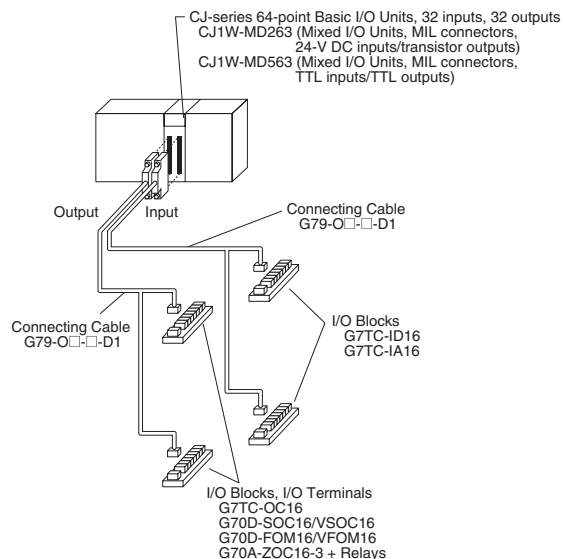 CJ-series 64-point Basic I/O Units, 32 inputs, 32 outputs
CJ1W-MD263 (Mixed I/O Units, MIL connectors,
24-V DC inputs/transistor outputs)
CJ1W-MD563 (Mixed I/O Units, MIL connectors,
TTL inputs/TTL outputs)
Output
Input
Connecting Cable
G79-O□-□-D1
Connecting Cable
G79-O□-□-D1
I/O Blocks
G7TC-ID16
G7TC-IA16
I/O Blocks, I/O Terminals
G7TC-OC16
G70D-SOC16/VSOC16
G70D-FOM16/VFOM16
G70A-ZOC16-3 + Relays